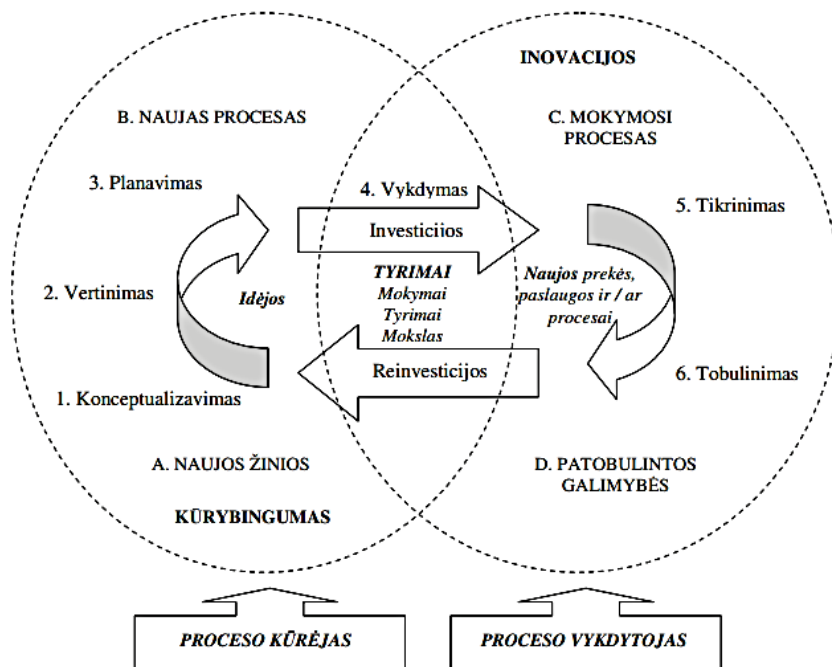 INOVACIJOS
B. NAUJAS PROCESAS
C. MOKYMOSI
PROCESAS
3. Planavimas
4. Vykdymas
5. Tikrinimas
Investicijos
2. Vertinimas
Idėjos
TYRIMAI
Mokymai
Tyrimai
Mokslas
Naujos prekės,
paslaugos ir / ar
procesai
Reinvesticijos
6. Tobulinimas
1. Konceptualizavimas
A. NAUJOS ŽINIOS
D. PATOBULINTOS
GALIMYBĖS
KŪRYBINGUMAS
PROCESO KŪRĖJAS
PROCESO VYKDYTOJAS